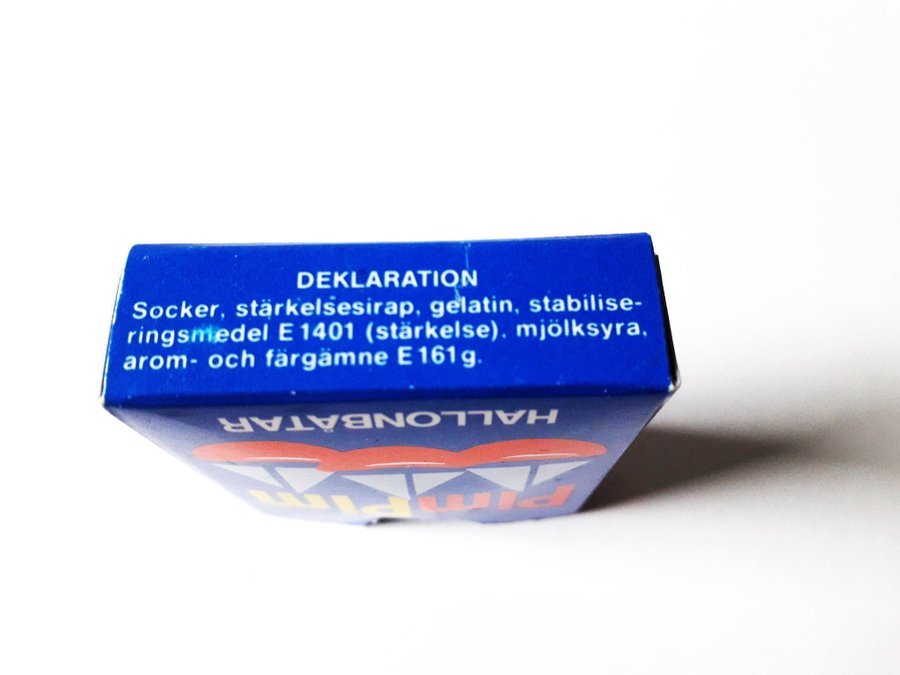 DEKLARATION
Socker, stärkelsesirap, gelatin, stabilise-
ringsmedel E 1401 (stärkelse), mjölksyra,
arom- och färgämne E 161g.
HALLONBÅTAR
PimPim